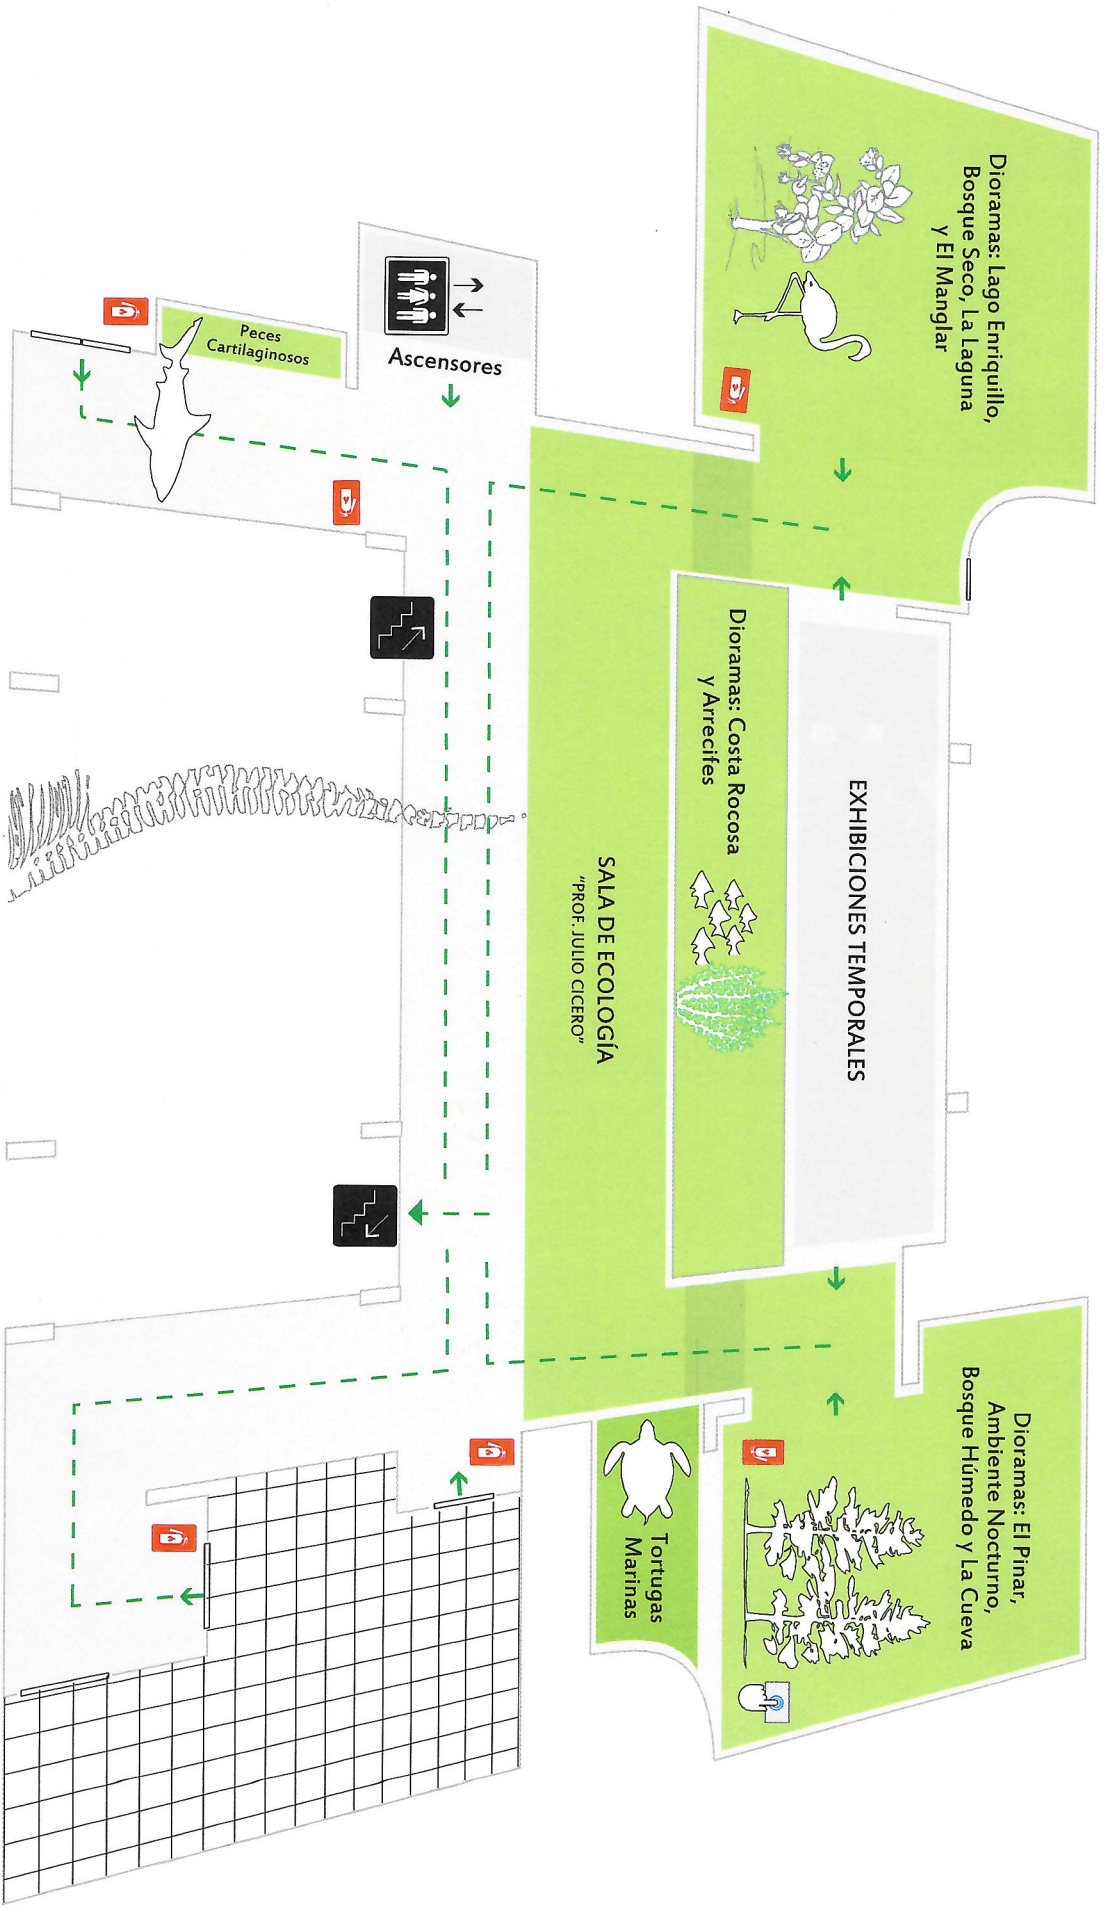 Dioramas: Lago Enriquillo,
Bosque Seco, La Laguna
y El Manglar
Peces
Cartilaginosos
Ascensores
Dioramas: Costa Rocosa
y Arrecifes
EXHIBICIONES TEMPORALES
SALA DE ECOLOGÍA
"PROF. JULIO CICERO"
Dioramas: El Pinar,
Ambiente Nocturno,
Bosque Húmedo y La Cueva
Tortugas
Marinas